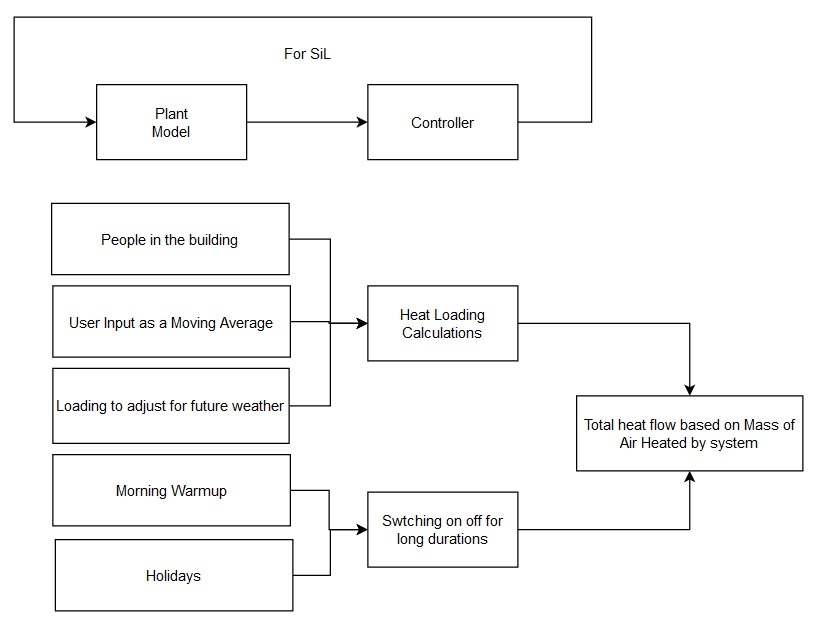 For SiL
Plant
Model
Controller
People in the building
User Input as a Moving Average
Heat Loading
Calculations
Loading to adjust for future weather
Total heat flow based on Mass of
Air Heated by system
Morning Warmup
Swtching on off for
long durations
Holidays